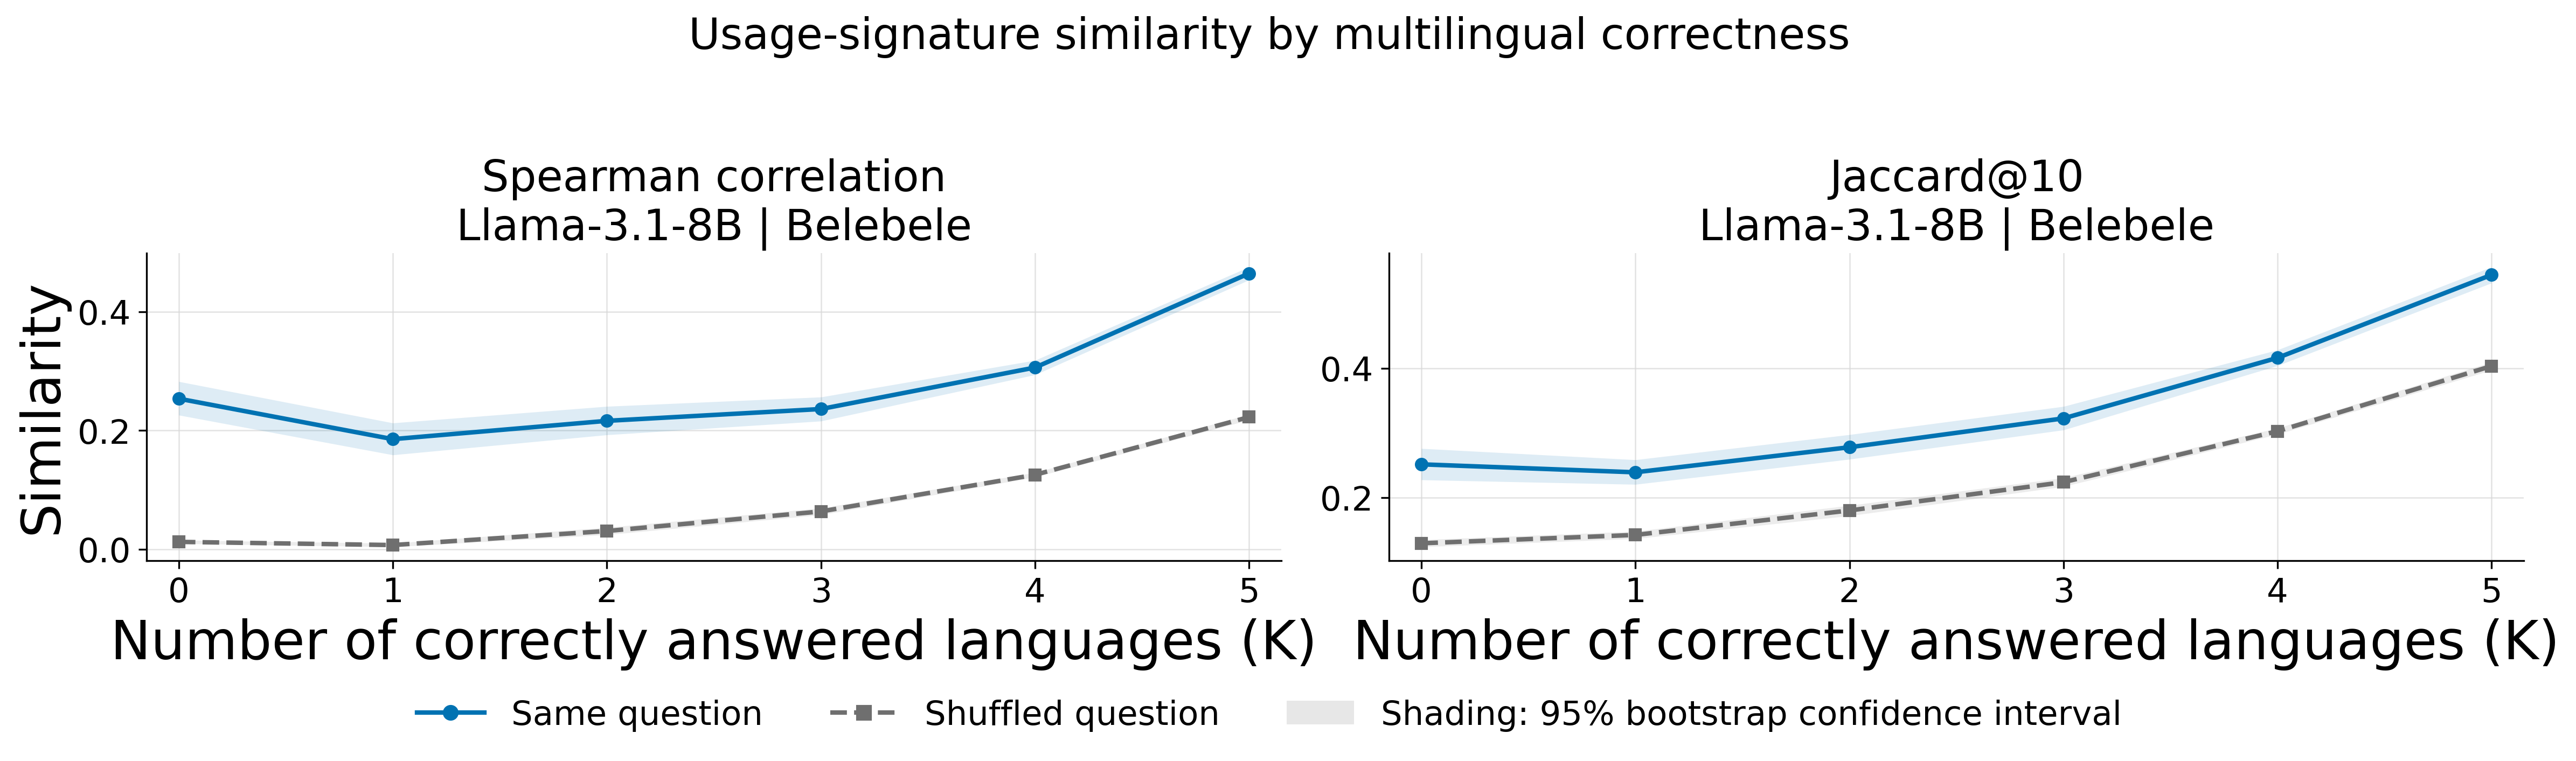 Usage-signature similarity by multilingual correctness
Spearman correlation
Llama-3.1-8B | Belebele
Similarity
0.4
0.2
0.0
0 1 2 3 4 5
Number of correctly answered languages (K)
Jaccard@10
Llama-3.1-8B | Belebele
0.4
0.2
0 1 2 3 4 5
Number of correctly answered languages (K)
Same question
Shuffled question
Shading: 95% bootstrap confidence interval